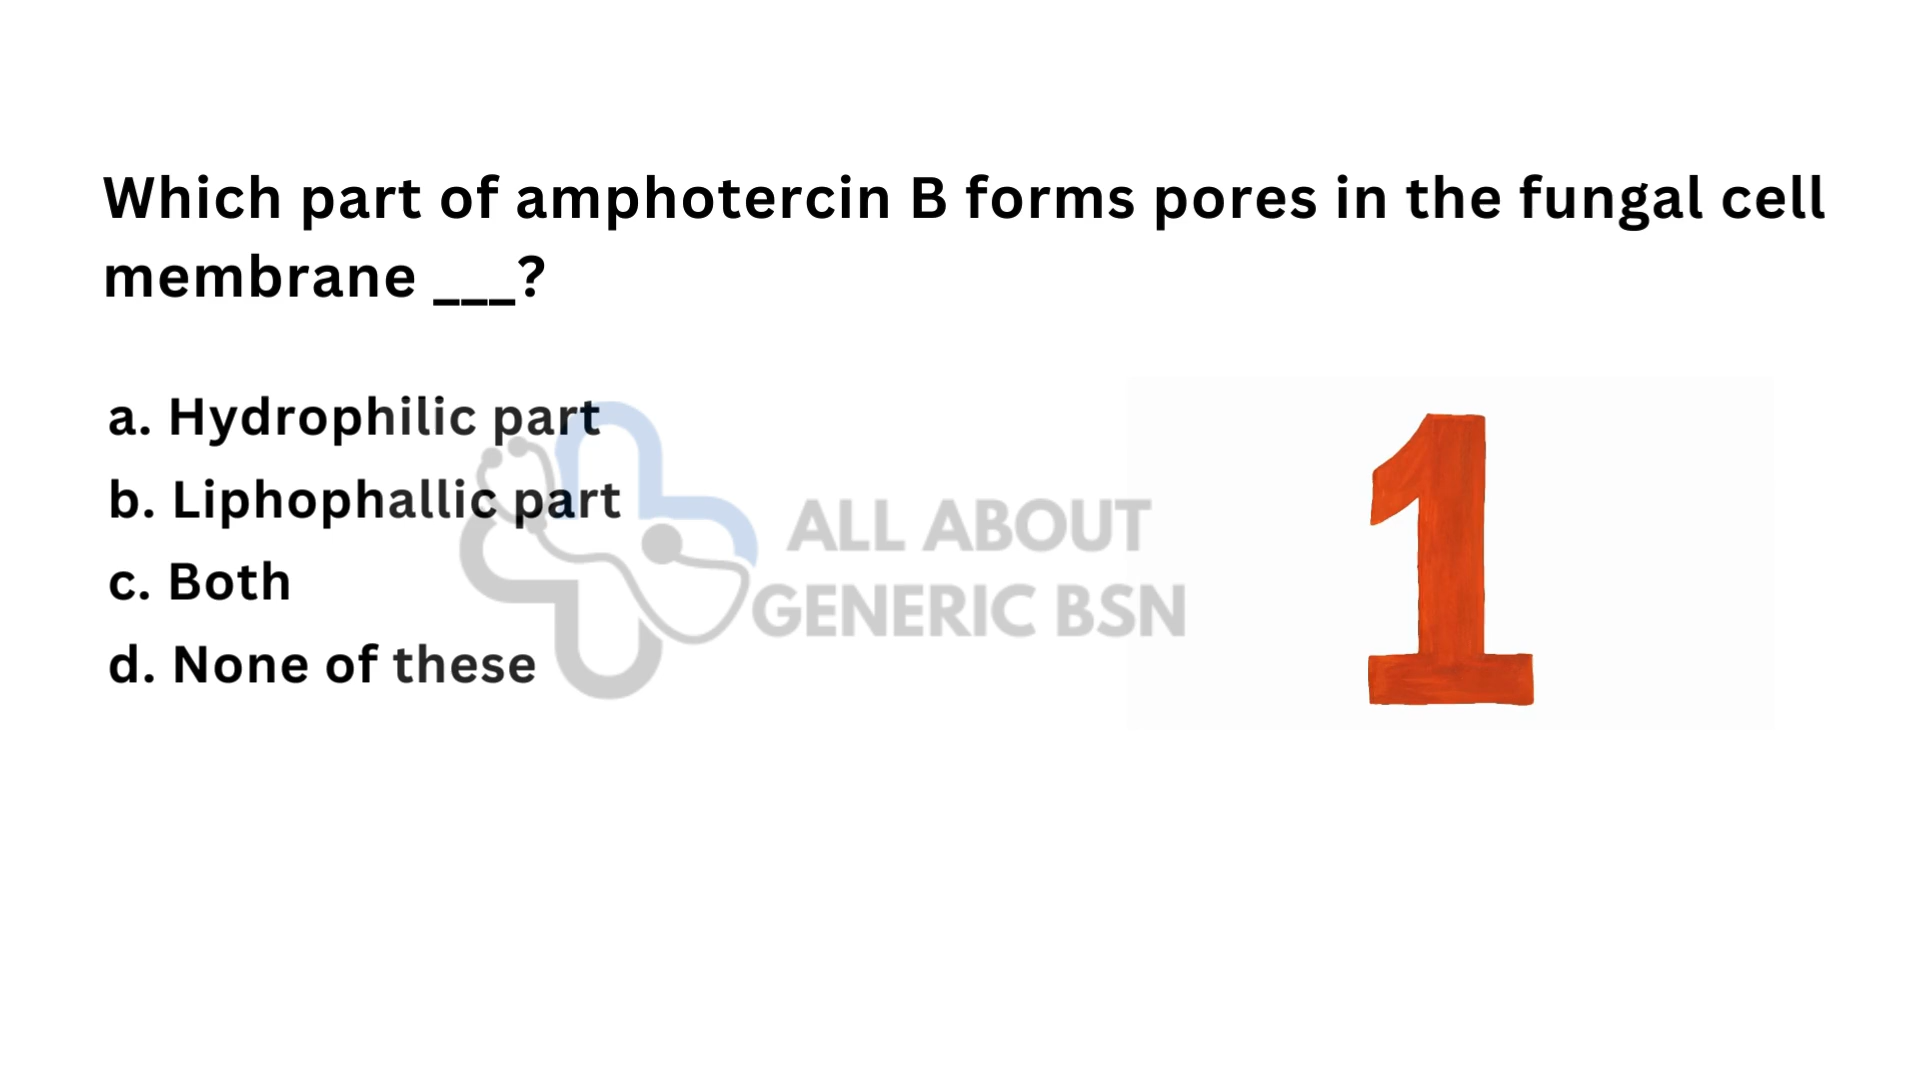 Which part of amphotercin B forms pores in the fungal cell
membrane ___?
a. Hydrophilic part
b. Liphophallic part
c. Both
d. None of these
ALL ABOUT
GENERIC BSN
1